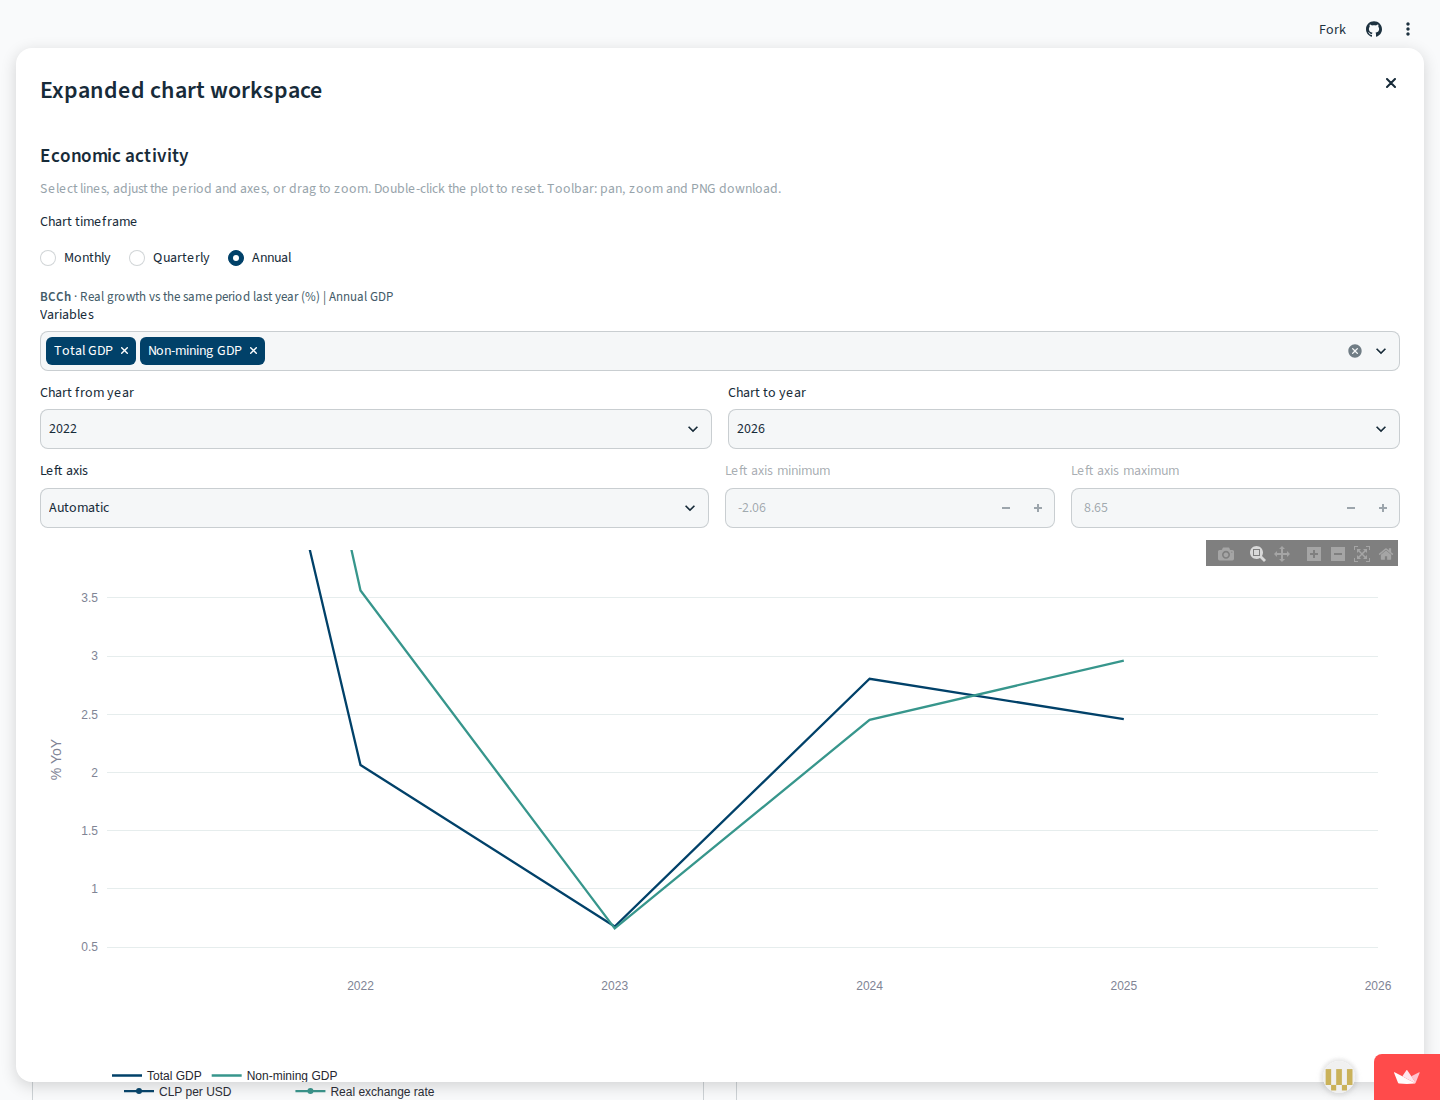 Fork
Expanded chart workspace
Economic activity
Select lines, adjust the period and axes, or drag to zoom. Double-click the plot to reset. Toolbar: pan, zoom and PNG download.
Chart timeframe
Monthly Quarterly Annual
BCCh · Real growth vs the same period last year (%) | Annual GDP
Variables
Total GDP Non-mining GDP
Chart from year Chart to year
2022 2026
Left axis Left axis minimum Left axis maximum
Automatic -2.06 8.65
3.5
3
2.5
2
1.5
1
0.5
% YoY
2022 2023 2024 2025 2026
Total GDP Non-mining GDP
CLP per USD Real exchange rate